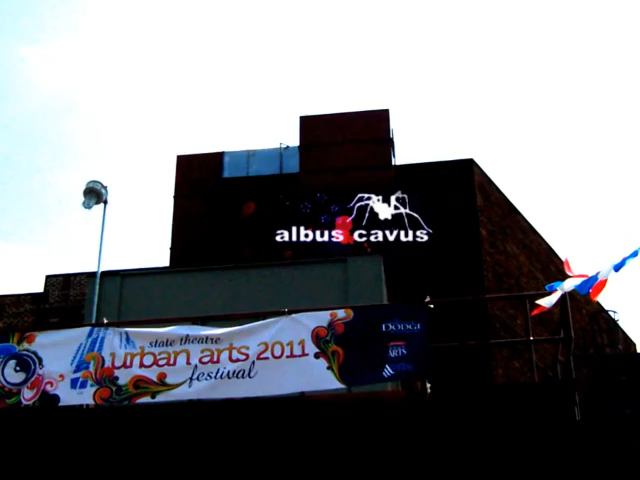 albus cavus
state theatre
urban arts 2011
festival
DODGE
ARTS